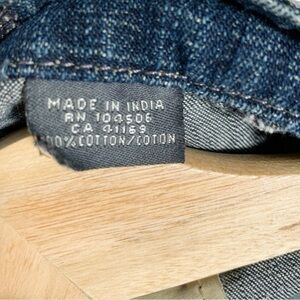 MADE IN INDIA
RN 104506
CA 41169
100% COTTON/COTON